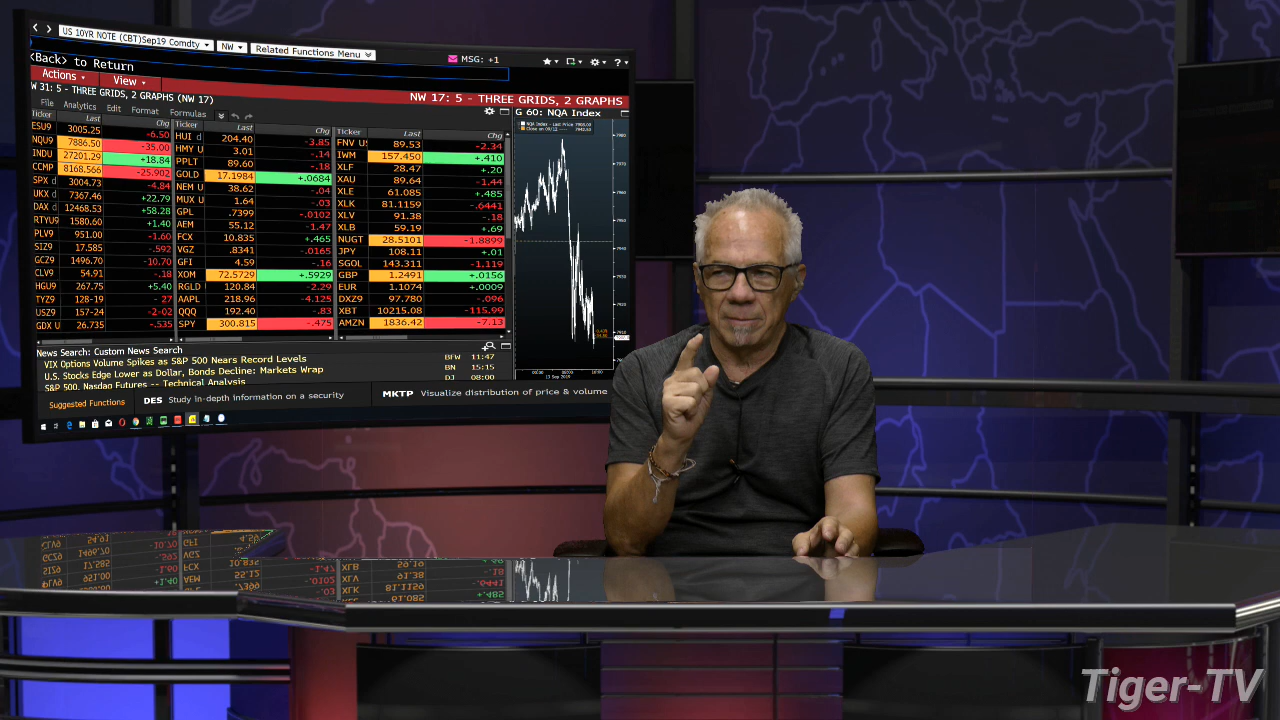 US 10YR NOTE (CBT)Sep19 Comdty NW Related Functions Menu MSG: +1
<Back> to Return
Actions View
W 31: 5 - THREE GRIDS, 2 GRAPHS (NW 17) NW 17: 5 - THREE GRIDS, 2 GRAPHS
File Analytics Edit Format Formulas G 60: NQA Index
Ticker Last Chg Ticker Last Chg Ticker Last Chg
ESU9 3005.25 -6.50 HUI d 204.40 -3.85 FNV US 89.53 -2.34
NQU9 7886.50 -35.00 HMY U 3.01 -.14 IWM 157.450 +.410
INDU 27201.29 +18.84 PPLT 89.60 -.18 XLF 28.47 +.20
CCMP 8168.566 -25.902 GOLD 17.1984 +.0684 XAU 89.64 -1.44
SPX d 3004.73 -4.84 NEM U 38.62 -.04 XLE 61.085 +.485
UKX d 7367.46 +22.79 MUX U 1.64 -.03 XLK 81.1159 -.6441
DAX d 12468.53 +58.28 GPL .7399 -.0102 XLV 91.38 -.18
RTYU9 1580.60 +1.40 AEM 55.12 -1.47 XLB 59.19 +.69
PLV9 951.00 -1.60 FCX 10.835 +.465 NUGT 28.5101 -1.8899
SIZ9 17.585 -.592 VGZ .8341 -.0165 JPY 108.11 +.01
GCZ9 1496.70 -10.70 GFI 4.59 -.16 SGOL 143.311 -1.119
CLV9 54.91 -.18 XOM 72.5729 +.5929 GBP 1.2491 +.0156
HGU9 267.75 +5.40 RGLD 120.84 -2.29 EUR 1.1074 +.0009
TYZ9 128-19 - 27 AAPL 218.96 -4.125 DXZ9 97.780 -.096
USZ9 157-24 -2-02 QQQ 192.40 -2.83 XBT 10215.08 -115.99
GDX U 26.735 -.535 SPY 300.815 -.475 AMZN 1836.42 -7.13
News Search: Custom News Search
VIX Options Volume Spikes as S&P 500 Nears Record Levels BFW 11:47
U.S. Stocks Edge Lower as Dollar, Bonds Decline: Markets Wrap BN 15:15
S&P 500, Nasdaq Futures -- Technical Analysis DJ 08:00
Suggested Functions DES Study in-depth information on a security MKTP Visualize distribution of price & volume
Tiger-TV